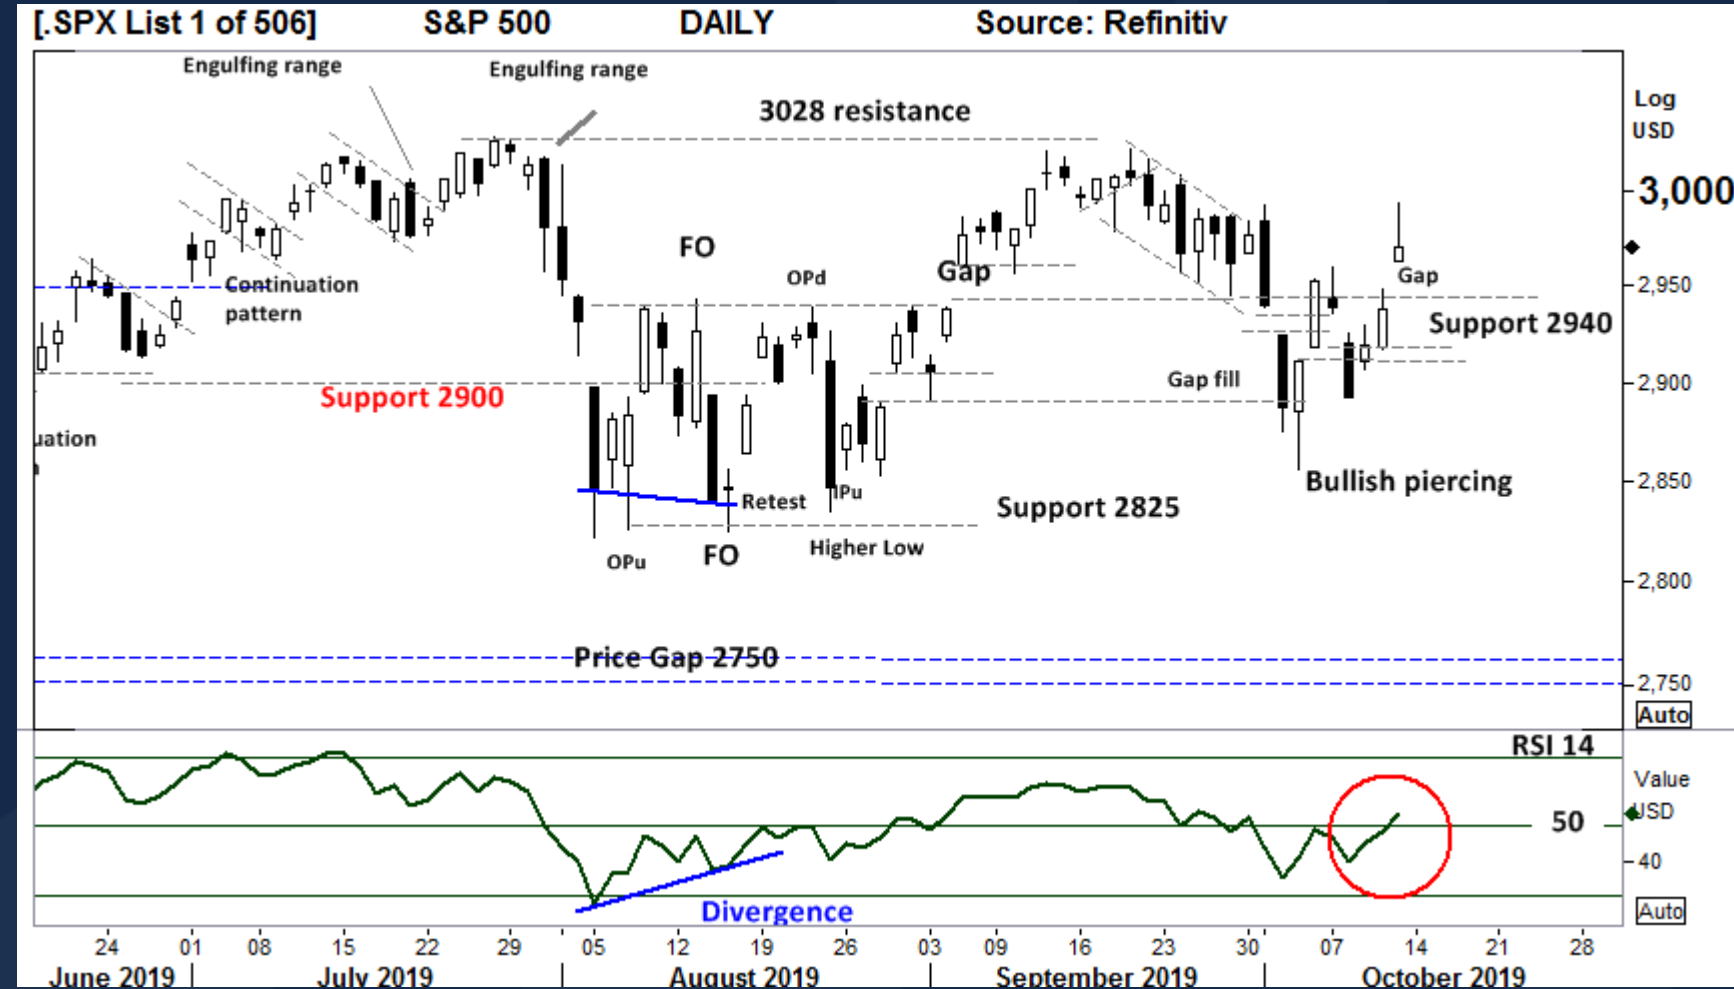 [.SPX List 1 of 506] S&P 500 DAILY Source: Refinitiv
Engulfing range
Engulfing range
3028 resistance
Log
USD
3,000
FO
OPd
Gap
Gap
Continuation
pattern
2,950
Support 2940
Support 2900
Gap fill
2,900
uation
Bullish piercing
2,850
Retest
IPu
Support 2825
OPu
FO
Higher Low
2,800
Price Gap 2750
2,750
Auto
RSI 14
Value
USD
50
40
Divergence
Auto
24 01 08 15 22 29 05 12 19 26 03 09 16 23 30 07 14 21 28
June 2019 July 2019 August 2019 September 2019 October 2019